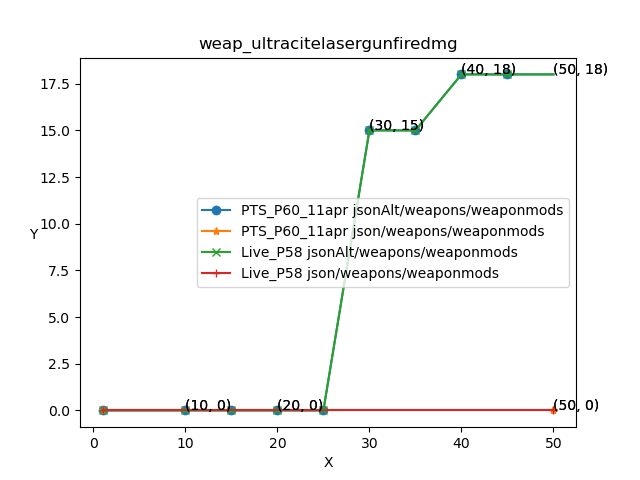 weap_ultracitelasergunfiredmg
(40, 18) (50, 18)
17.5
15.0
(30, 15)
12.5
PTS_P60_11apr jsonAlt/weapons/weaponmods
10.0
PTS_P60_11apr json/weapons/weaponmods
Y
Live_P58 jsonAlt/weapons/weaponmods
7.5
Live_P58 json/weapons/weaponmods
5.0
2.5
(10, 0) (20, 0) (50, 0)
0.0
0 10 20 30 40 50
X